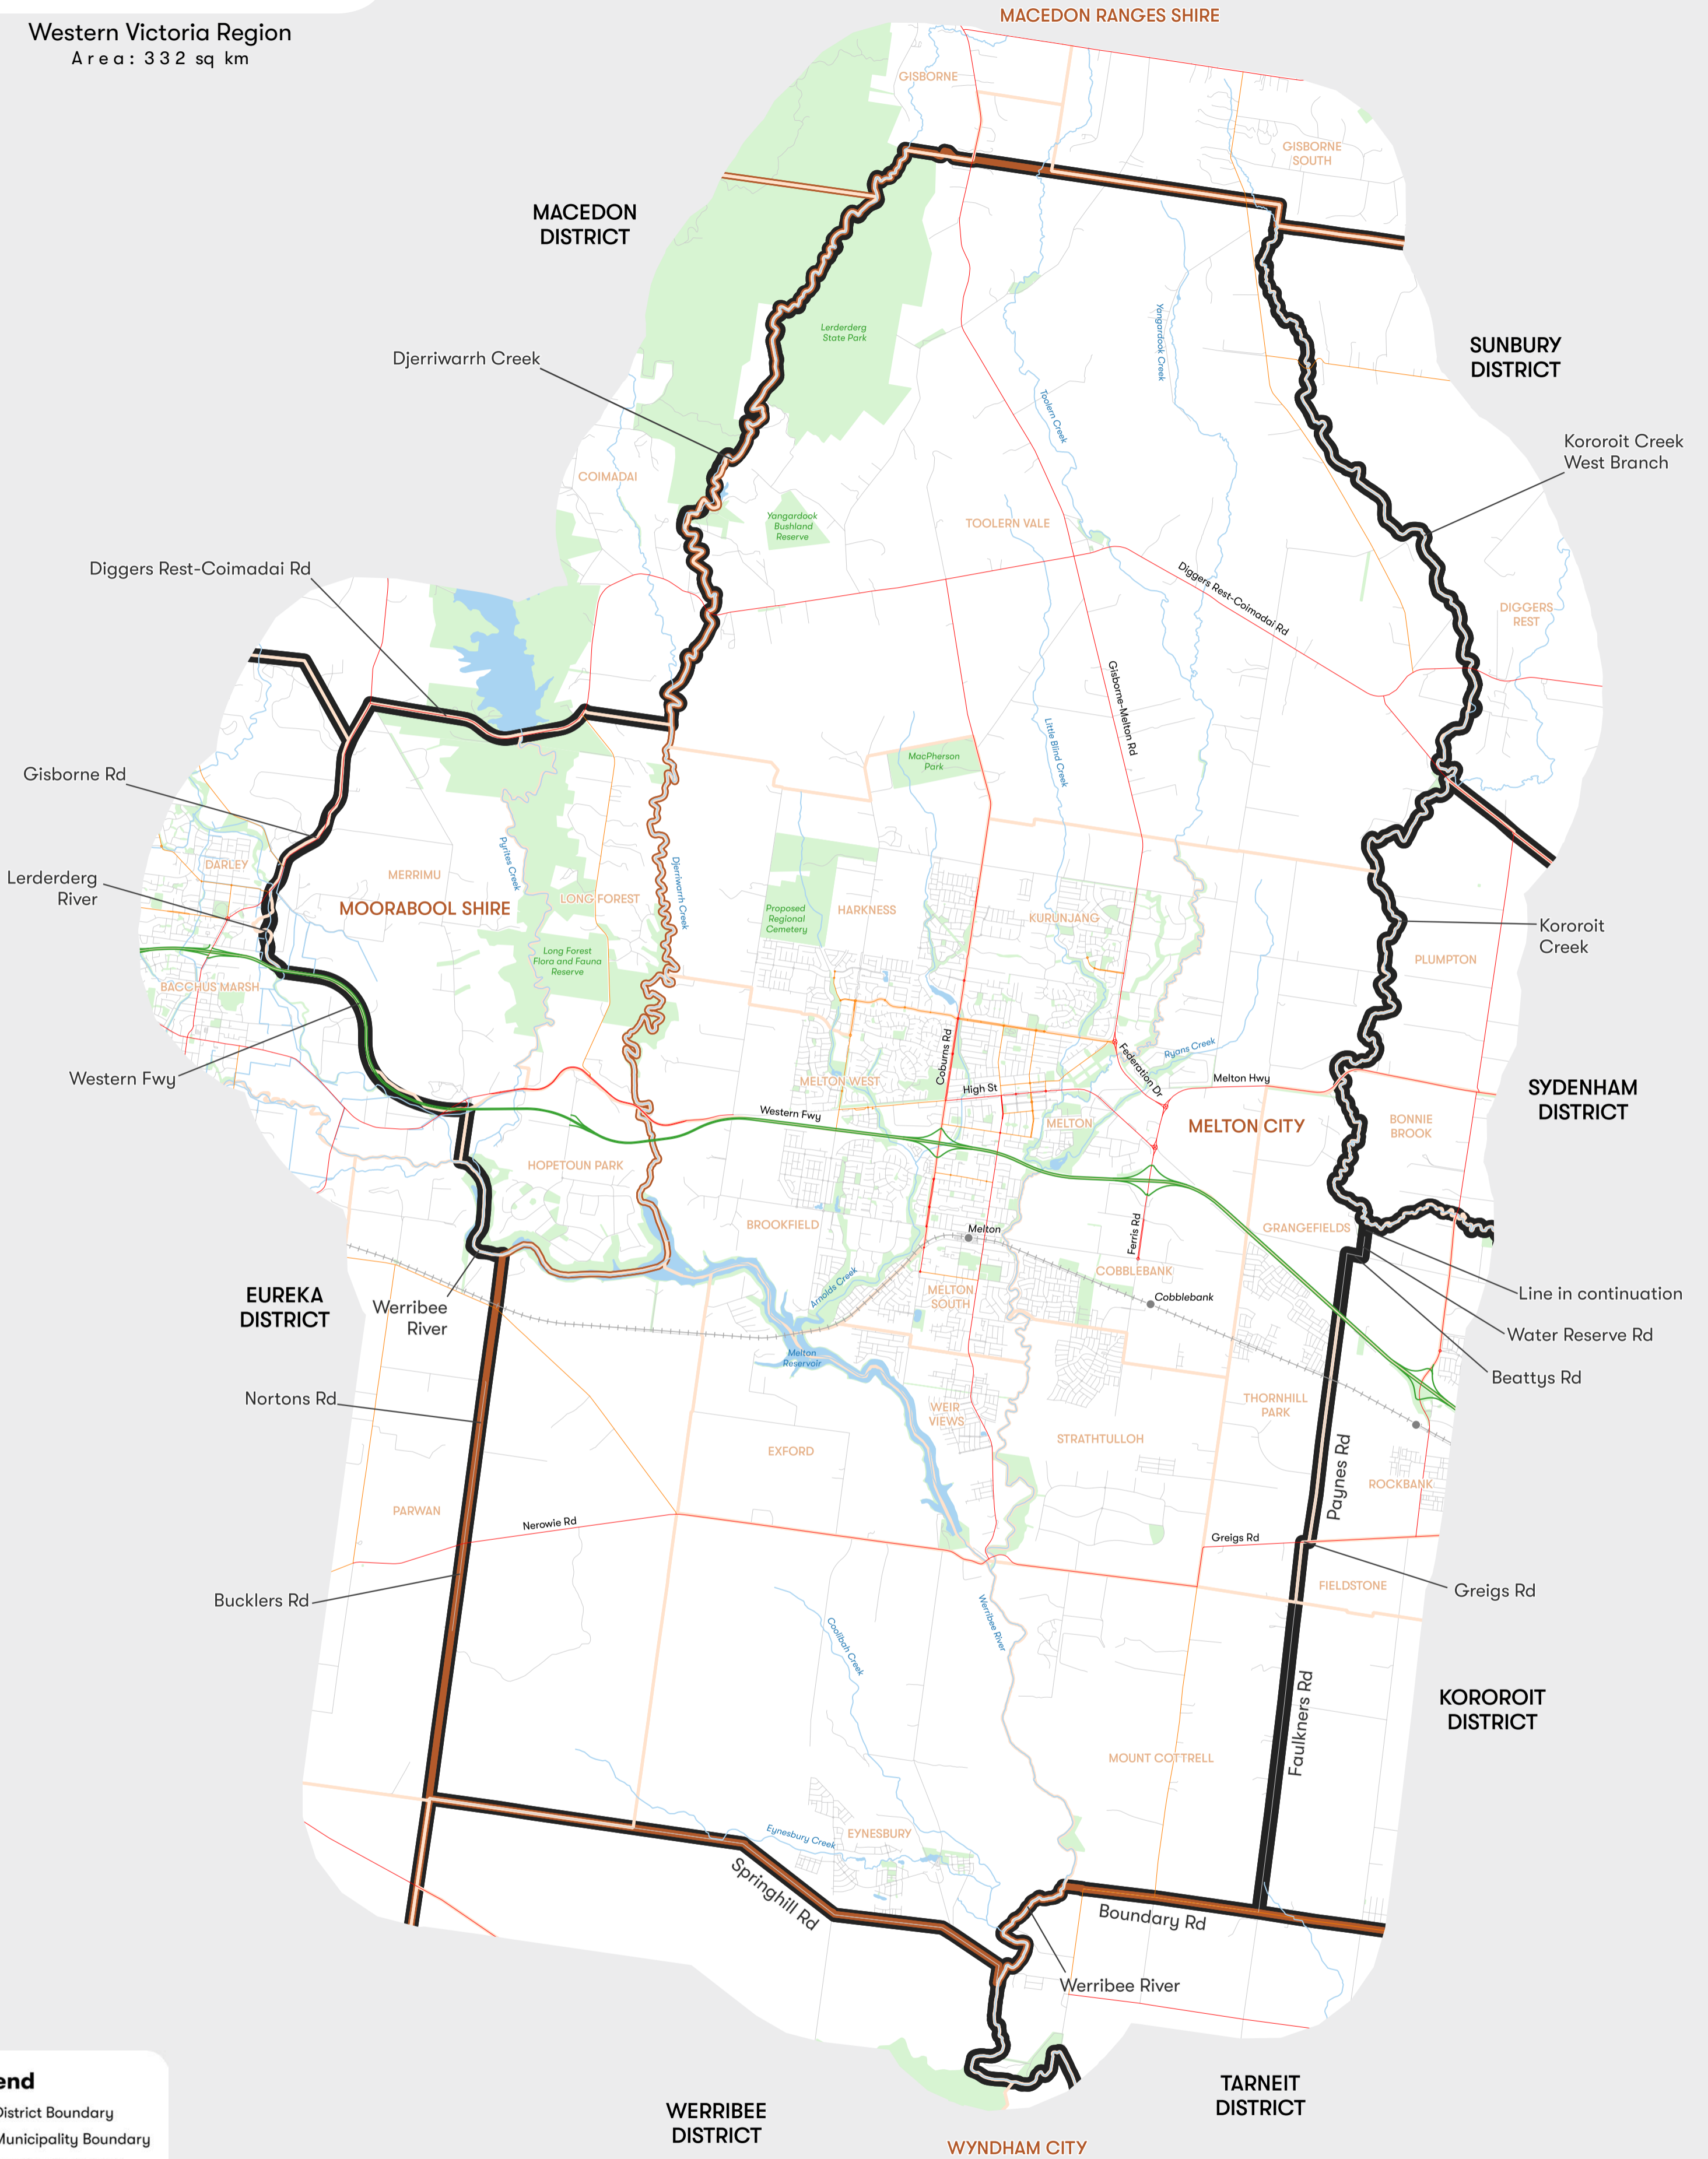 Western Victoria Region
Area: 332 sq km
MACEDON RANGES SHIRE
GISBORNE
GISBORNE
SOUTH
MACEDON
DISTRICT
Lerderderg
State Park
Yangardook Creek
Djerriwarrh Creek
SUNBURY
DISTRICT
Toolern Creek
Kororoit Creek
West Branch
COIMADAI
Yangardook
Bushland
Reserve
TOOLERN VALE
Diggers Rest-Coimadai Rd
Diggers Rest-Coimadai Rd
DIGGERS
REST
Gisborne-Melton Rd
Little Blind Creek
MacPherson
Park
Gisborne Rd
Pyrites Creek
DARLEY
MERRIMU
Djerriwarrh Creek
Lerderderg
River
MOORABOOL SHIRE
LONG FOREST
Proposed
Regional
Cemetery
HARKNESS
KURUNJANG
Kororoit
Creek
Long Forest
Flora and Fauna
Reserve
PLUMPTON
BACCHUS MARSH
Coburns Rd
Federation Dr
Ryans Creek
Western Fwy
MELTON WEST
High St
Melton Hwy
SYDENHAM
DISTRICT
Western Fwy
MELTON
MELTON CITY
BONNIE
BROOK
HOPETOUN PARK
BROOKFIELD
Melton
Ferris Rd
GRANGEFIELDS
COBBLEBANK
Arnolds Creek
MELTON
SOUTH
Cobblebank
Line in continuation
EUREKA
DISTRICT
Werribee
River
Water Reserve Rd
Melton
Reservoir
Beattys Rd
Nortons Rd
WEIR
VIEWS
THORNHILL
PARK
EXFORD
STRATHTULLOH
Paynes Rd
ROCKBANK
PARWAN
Nerowie Rd
Greigs Rd
FIELDSTONE
Greigs Rd
Bucklers Rd
Werribee River
Coolibah Creek
Faulkners Rd
KOROROIT
DISTRICT
MOUNT COTTRELL
Eynesbury Creek
EYNESBURY
Springhill Rd
Boundary Rd
Werribee River
end
District Boundary
Municipality Boundary
WERRIBEE
DISTRICT
TARNEIT
DISTRICT
WYNDHAM CITY